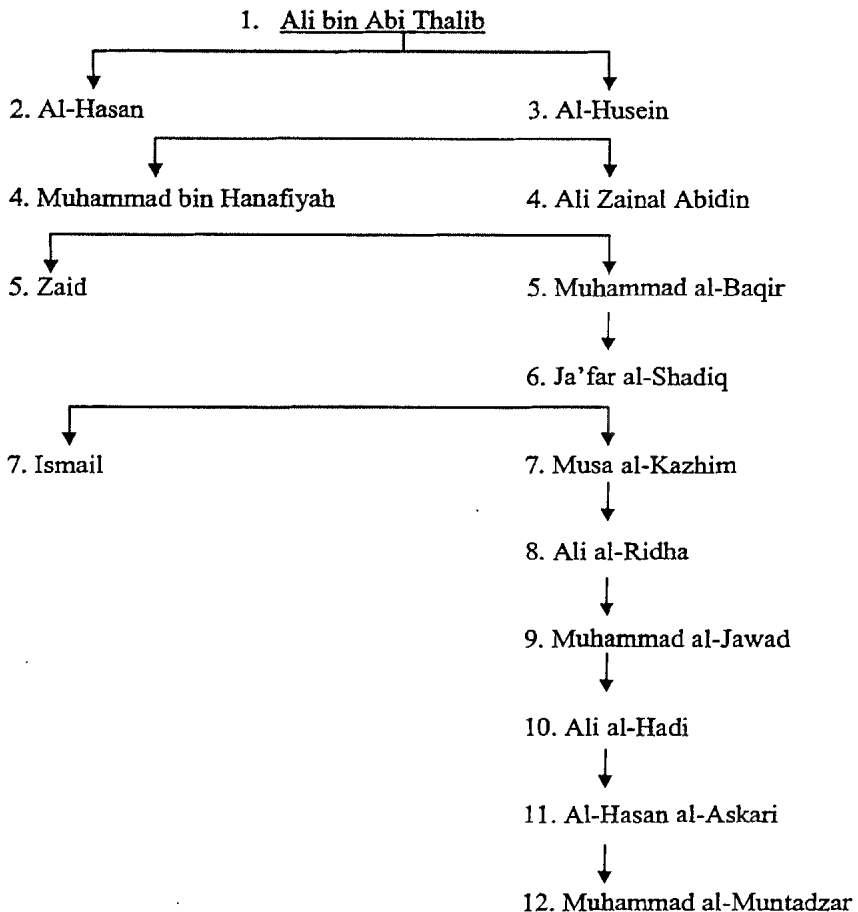 1. Ali bin Abi Thalib
2. Al-Hasan 3. Al-Husein
4. Muhammad bin Hanafiyah 4. Ali Zainal Abidin
5. Zaid 5. Muhammad al-Baqir
6. Ja'far al-Shadiq
7. Ismail 7. Musa al-Kazhim
8. Ali al-Ridha
9. Muhammad al-Jawad
10. Ali al-Hadi
11. Al-Hasan al-Askari
12. Muhammad al-Muntadzar